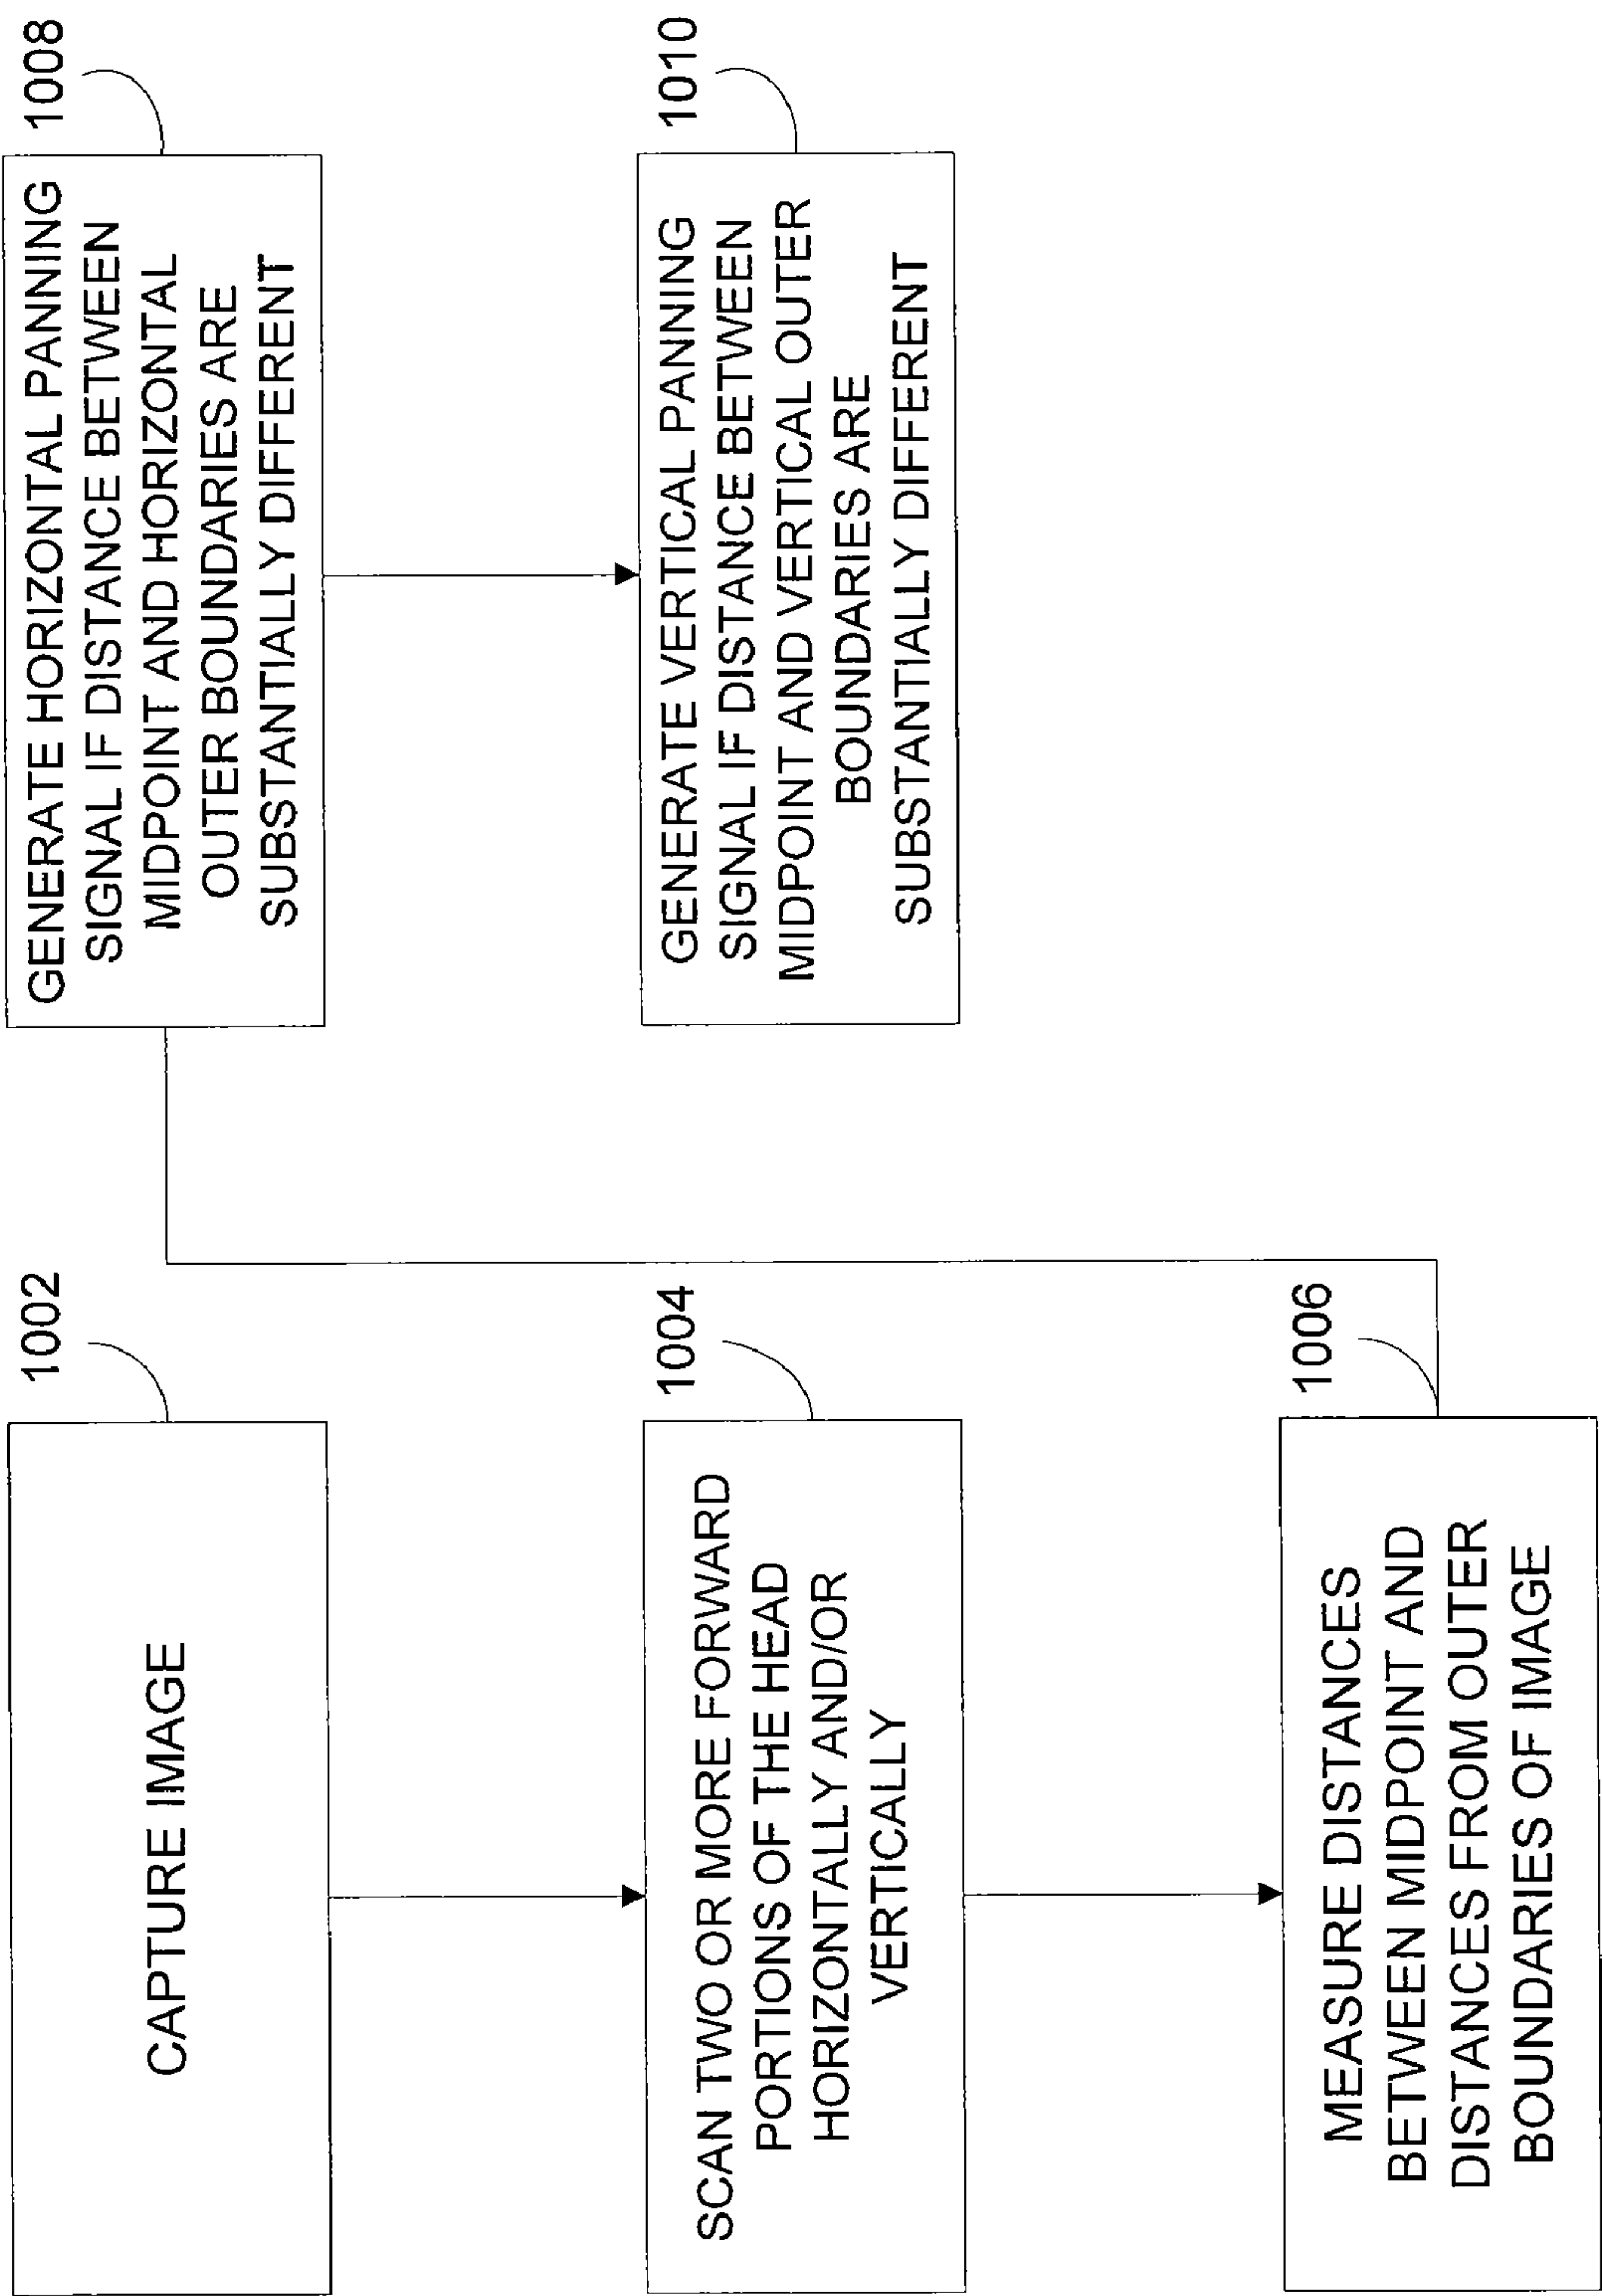 1002
CAPTURE IMAGE
1004
SCAN TWO OR MORE FORWARD
PORTIONS OF THE HEAD
HORIZONTALLY AND/OR
VERTICALLY
1006
MEASURE DISTANCES
BETWEEN MIDPOINT AND
DISTANCES FROM OUTER
BOUNDARIES OF IMAGE
1008
GENERATE HORIZONTAL PANNING
SIGNAL IF DISTANCE BETWEEN
MIDPOINT AND HORIZONTAL
OUTER BOUNDARIES ARE
SUBSTANTIALLY DIFFERENT
1010
GENERATE VERTICAL PANNING
SIGNAL IF DISTANCE BETWEEN
MIDPOINT AND VERTICAL OUTER
BOUNDARIES ARE
SUBSTANTIALLY DIFFERENT